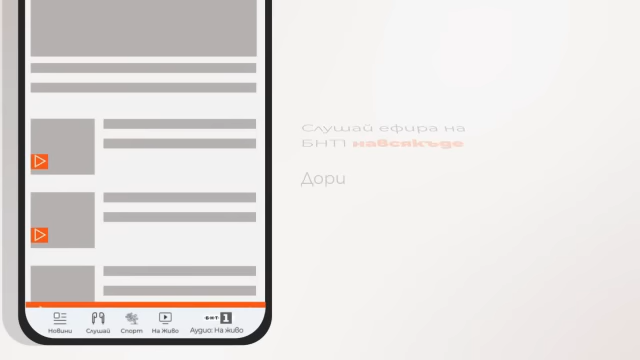 Слушай ефира на
БНТ1 навсякъде
Дори
Новини
Слушай
Спорт
На Живо
БНТ 1
Аудио: На живо